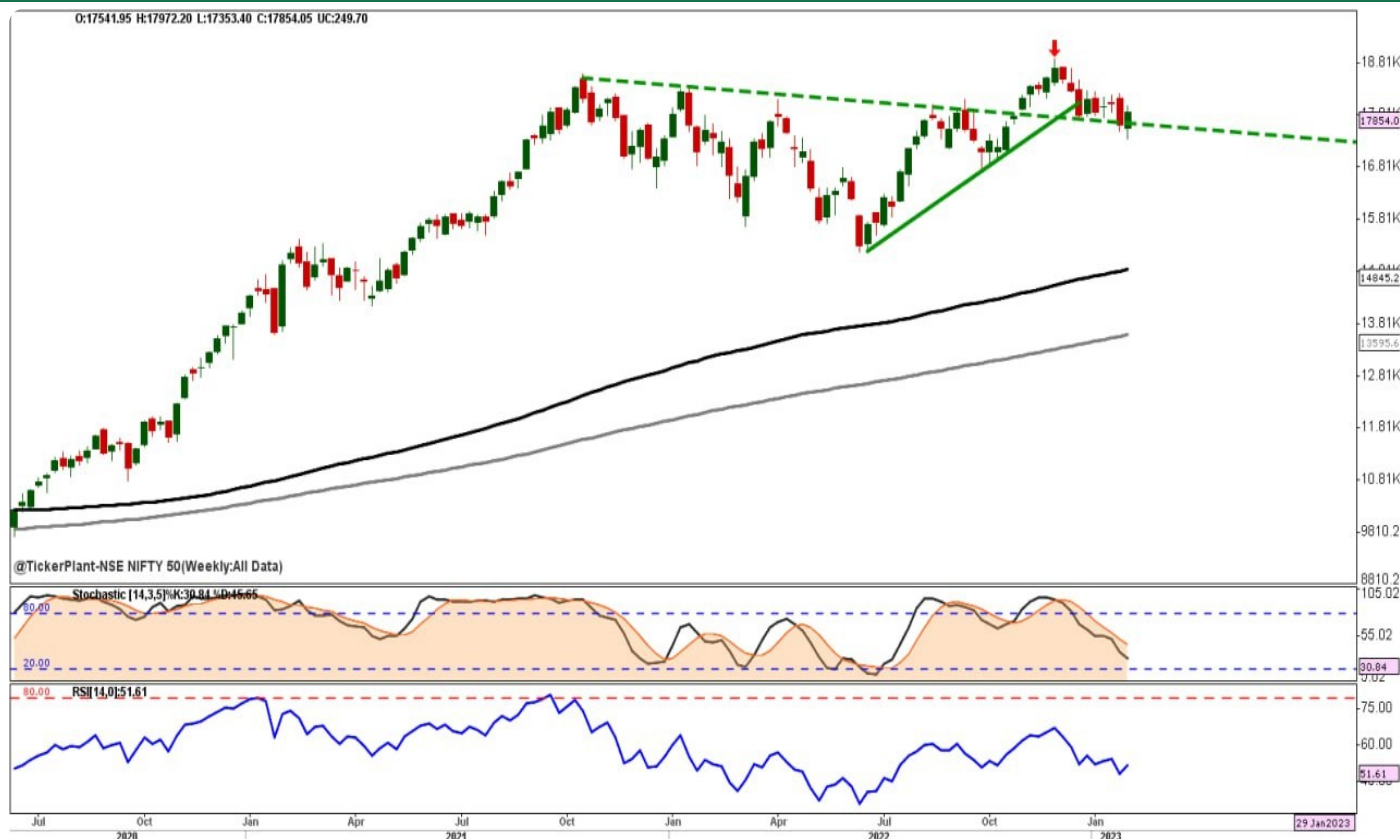 O:17541.95 H:17972.20 L:17353.40 C:17854.05 UC:249.70
18.81K
17854.0
16.81K
15.81K
14845.2
13.81K
13595.6
12.81K
11.81K
10.81K
9810.2
8810.2
@TickerPlant-NSE NIFTY 50(Weekly:All Data)
Stochastic [14,3,5]%K:30.84 %D:45.65
105.02
80.00
55.02
20.00
30.84
RSI[14,0]:51.61
80.00
75.00
60.00
51.61
Jul Oct Jan Apr Jul Oct Jan Apr Jul Oct Jan
29 Jan2023
2020 2021 2022 2023